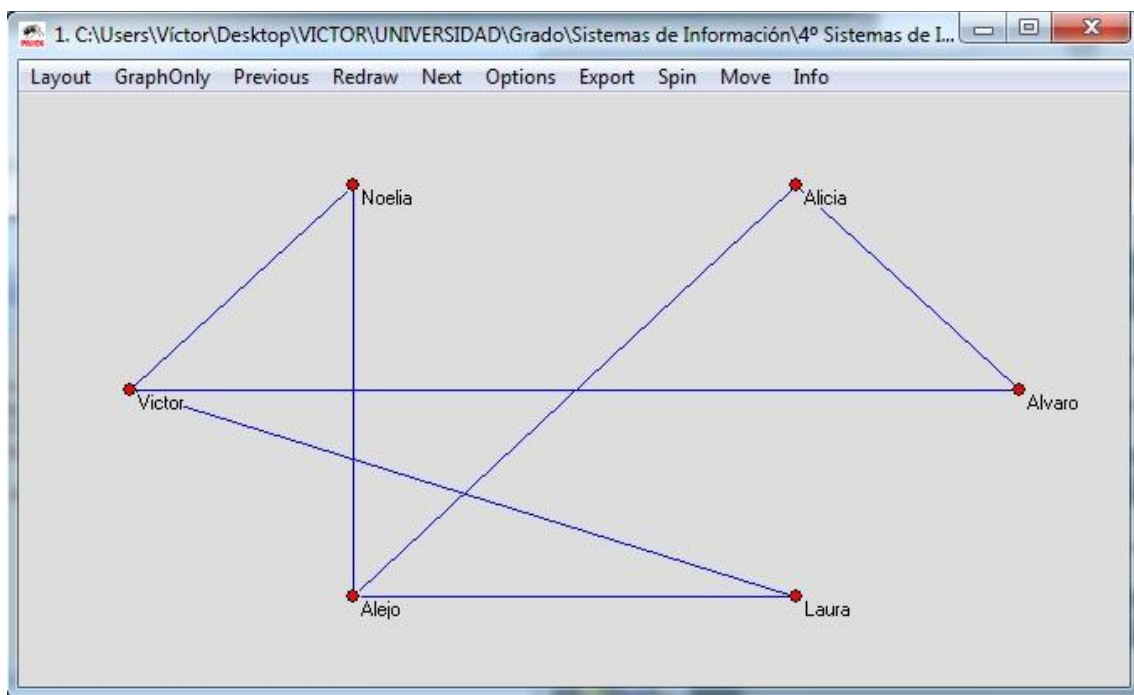 1. C:\Users\Víctor\Desktop\VICTOR\UNIVERSIDAD\Grado\Sistemas de Información\4º Sistemas de I...
Layout GraphOnly Previous Redraw Next Options Export Spin Move Info
Noelia
Alicia
Victor
Alvaro
Alejo
Laura